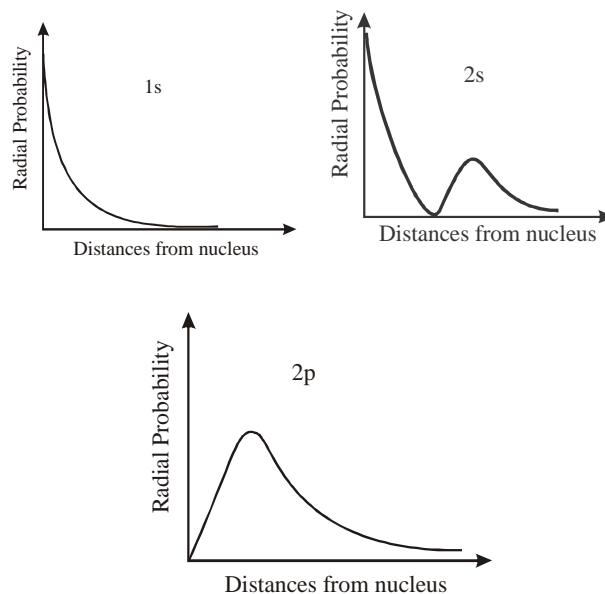 Radial Probability
1s
Distances from nucleus
Radial Probability
2s
Distances from nucleus
Radial Probability
2p
Distances from nucleus